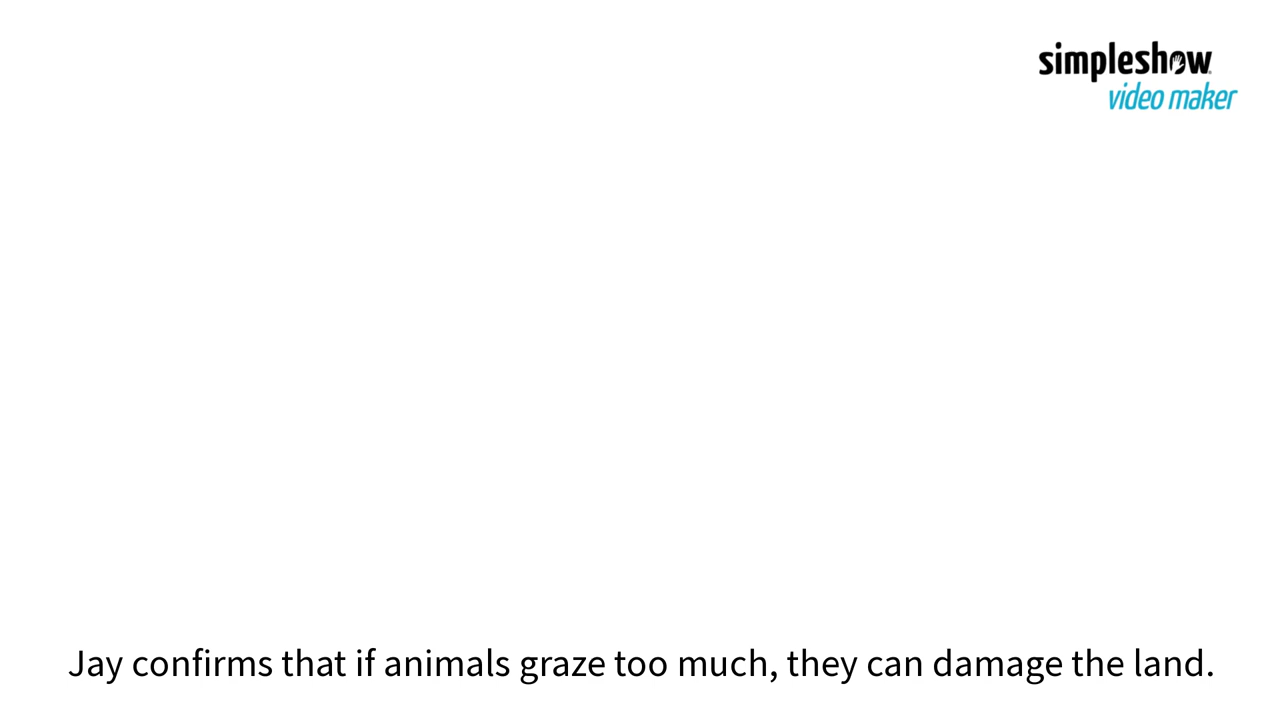 simpleshow
video maker
Jay confirms that if animals graze too much, they can damage the land.